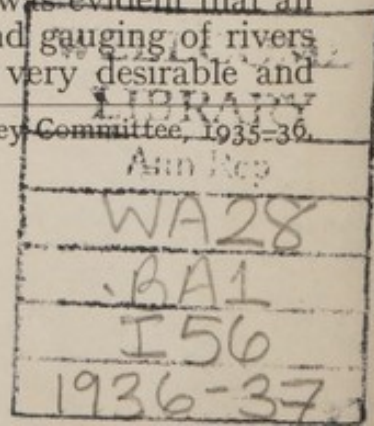 was evident that an
nd gauging of rivers
very desirable and
ey Committee, 1935–36,
LIBRARY
Ann Rep
WA28
.BA1
I56
1936-37